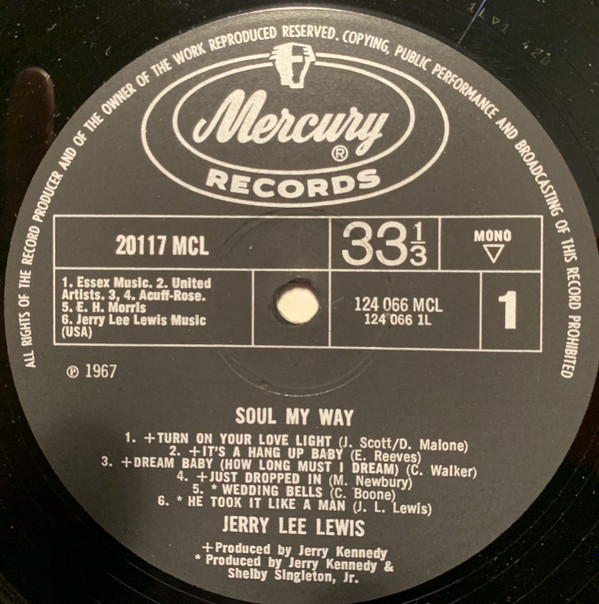 ALL RIGHTS OF THE RECORD PRODUCER AND OF THE OWNER OF THE WORK REPRODUCED RESERVED. COPYING, PUBLIC PERFORMANCE AND BROADCASTING OF THIS RECORD PROHIBITED
Mercury
®
RECORDS
20117 MCL
33 1/3
MONO
▽
1. Essex Music. 2. United
Artists. 3, 4. Acuff-Rose.
5. E. H. Morris
6. Jerry Lee Lewis Music
(USA)
124 066 MCL
124 066 1L
1
℗ 1967
SOUL MY WAY
1. +TURN ON YOUR LOVE LIGHT (J. Scott/D. Malone)
2. +IT'S A HANG UP BABY (E. Reeves)
3. +DREAM BABY (HOW LONG MUST I DREAM) (C. Walker)
4. +JUST DROPPED IN (M. Newbury)
5. * WEDDING BELLS (C. Boone)
6. * HE TOOK IT LIKE A MAN (J. L. Lewis)
JERRY LEE LEWIS
+Produced by Jerry Kennedy
* Produced by Jerry Kennedy &
Shelby Singleton, Jr.